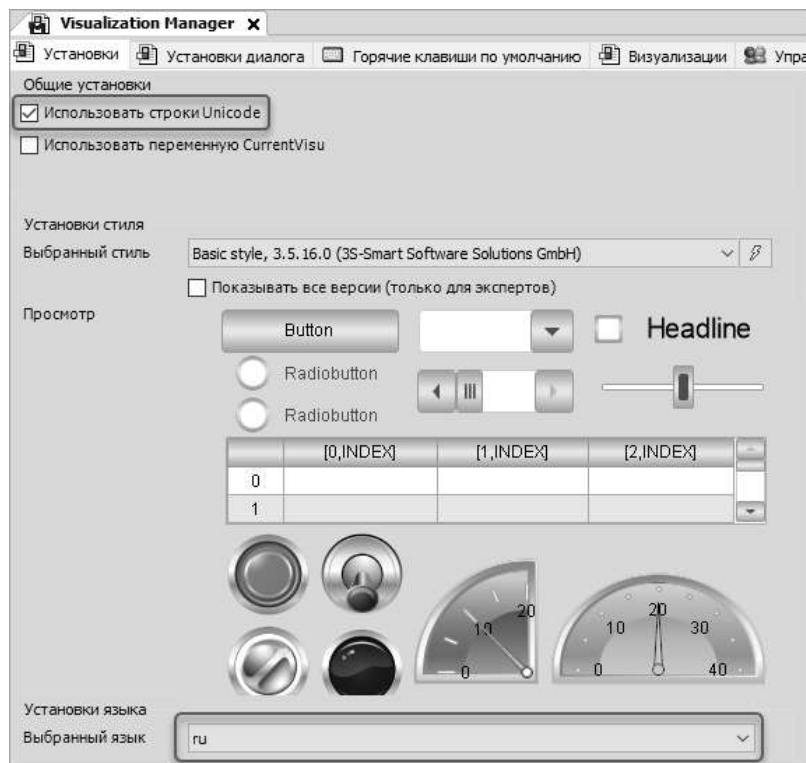 Visualization Manager X
Установки Установки диалога Горячие клавиши по умолчанию Визуализации Упра
Общие установки
Использовать строки Unicode
Использовать переменную CurrentVisu
Установки стиля
Выбранный стиль Basic style, 3.5.16.0 (3S-Smart Software Solutions GmbH)
Показывать все версии (только для экспертов)
Просмотр
Button Headline
Radiobutton
Radiobutton
[0,INDEX] [1,INDEX] [2,INDEX]
0
1
0 10 20
0 10 20 30 40
Установки языка
Выбранный язык ru